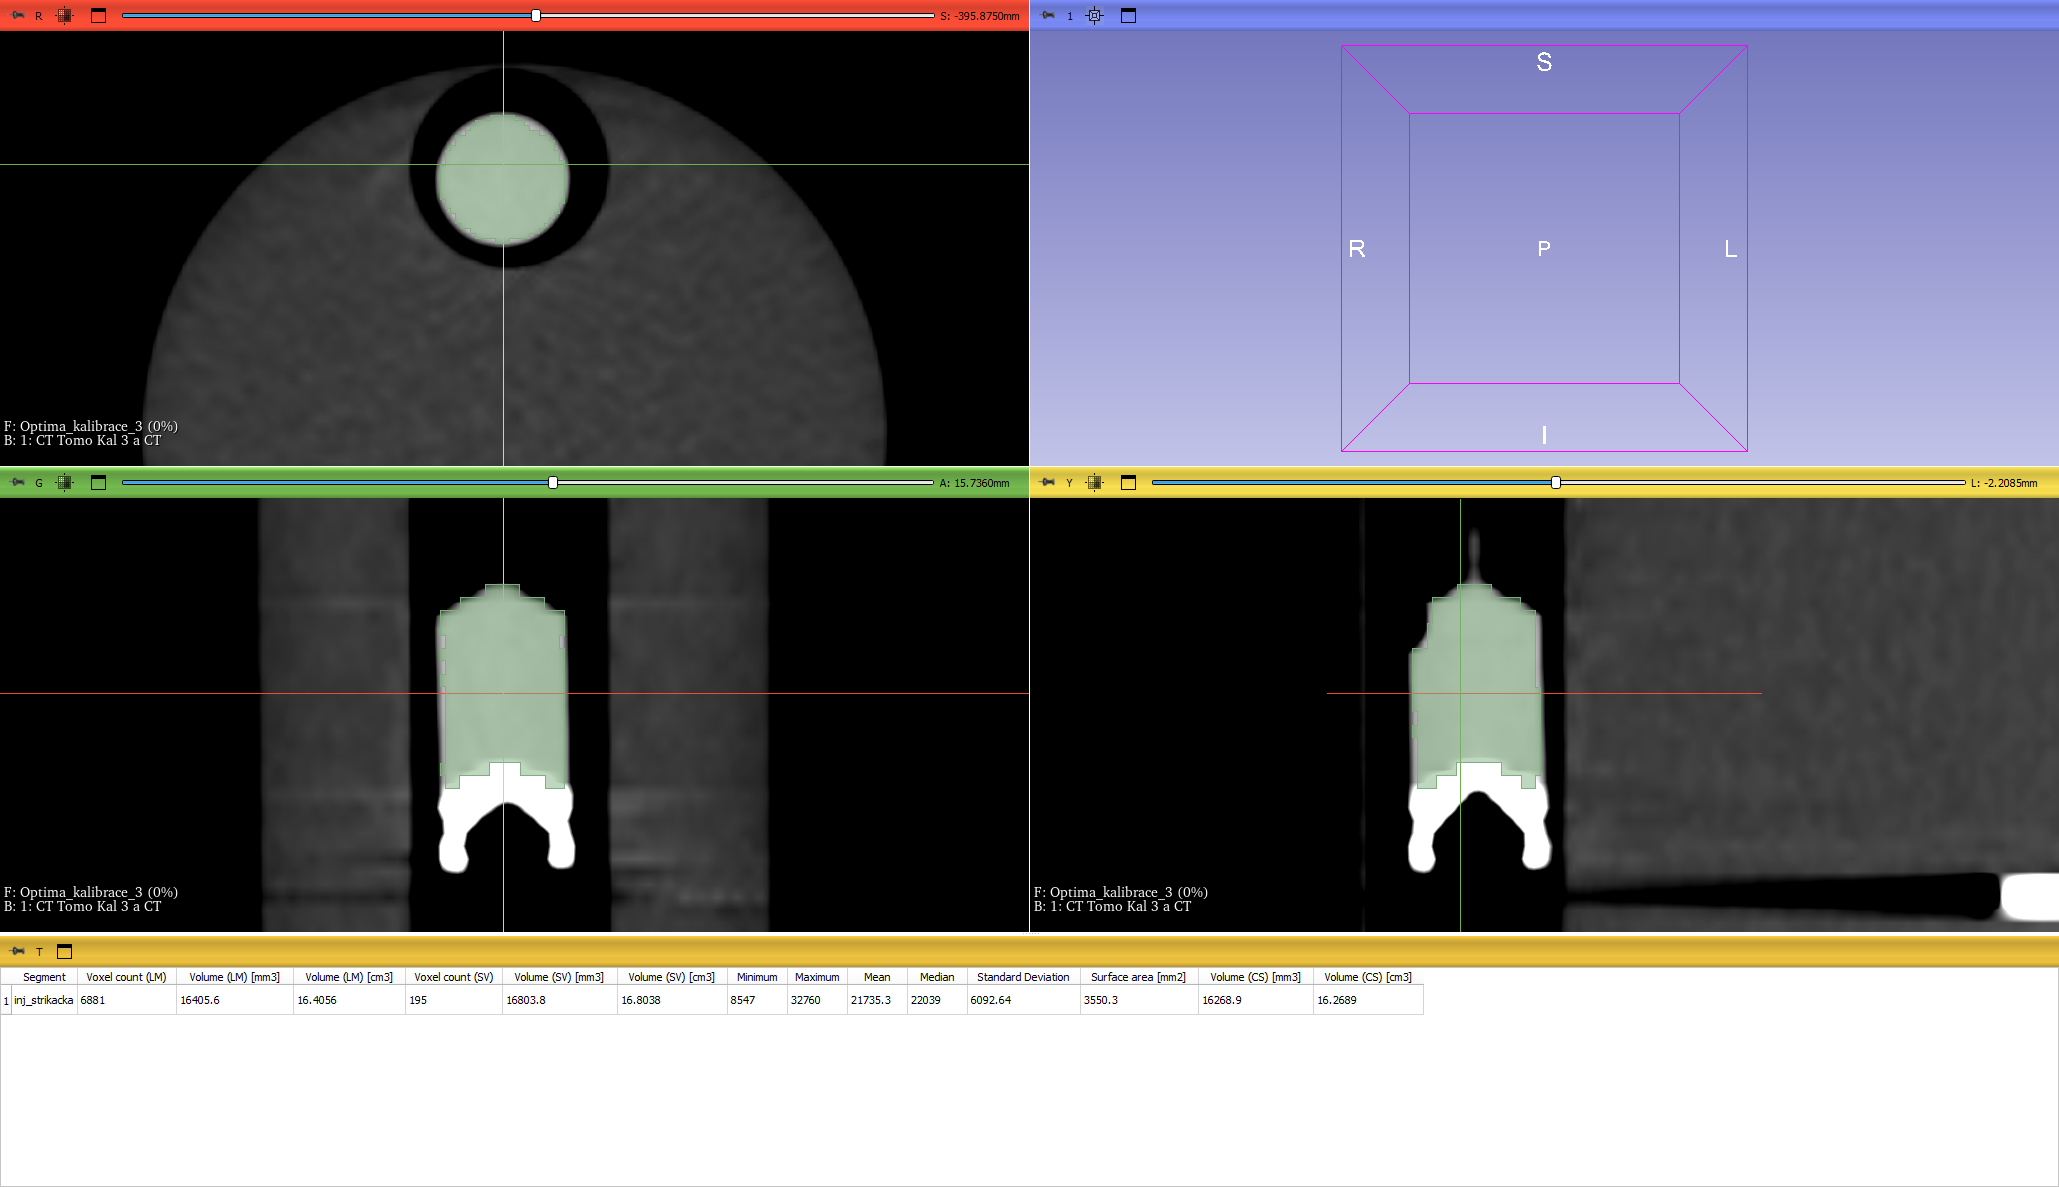 R S: -395.8750mm
1
S
R P L
I
F: Optima_kalibrace_3 (0%)
B: 1: CT Tomo Kal 3 a CT
G A: 15.7360mm
Y L: -2.2085mm
F: Optima_kalibrace_3 (0%)
B: 1: CT Tomo Kal 3 a CT
F: Optima_kalibrace_3 (0%)
B: 1: CT Tomo Kal 3 a CT
T
Segment Voxel count (LM) Volume (LM) [mm3] Volume (LM) [cm3] Voxel count (SV) Volume (SV) [mm3] Volume (SV) [cm3] Minimum Maximum Mean Median Standard Deviation Surface area [mm2] Volume (CS) [mm3] Volume (CS) [cm3]
1 inj_strikacka 6881 16405.6 16.4056 195 16803.8 16.8038 8547 32760 21735.3 22039 6092.64 3550.3 16268.9 16.2689